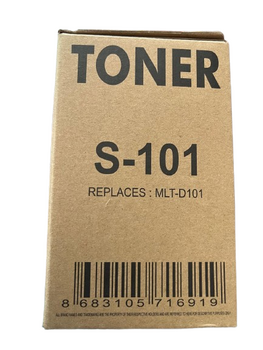 TONER
S-101
REPLACES : MLT-D101
8 683105 716919